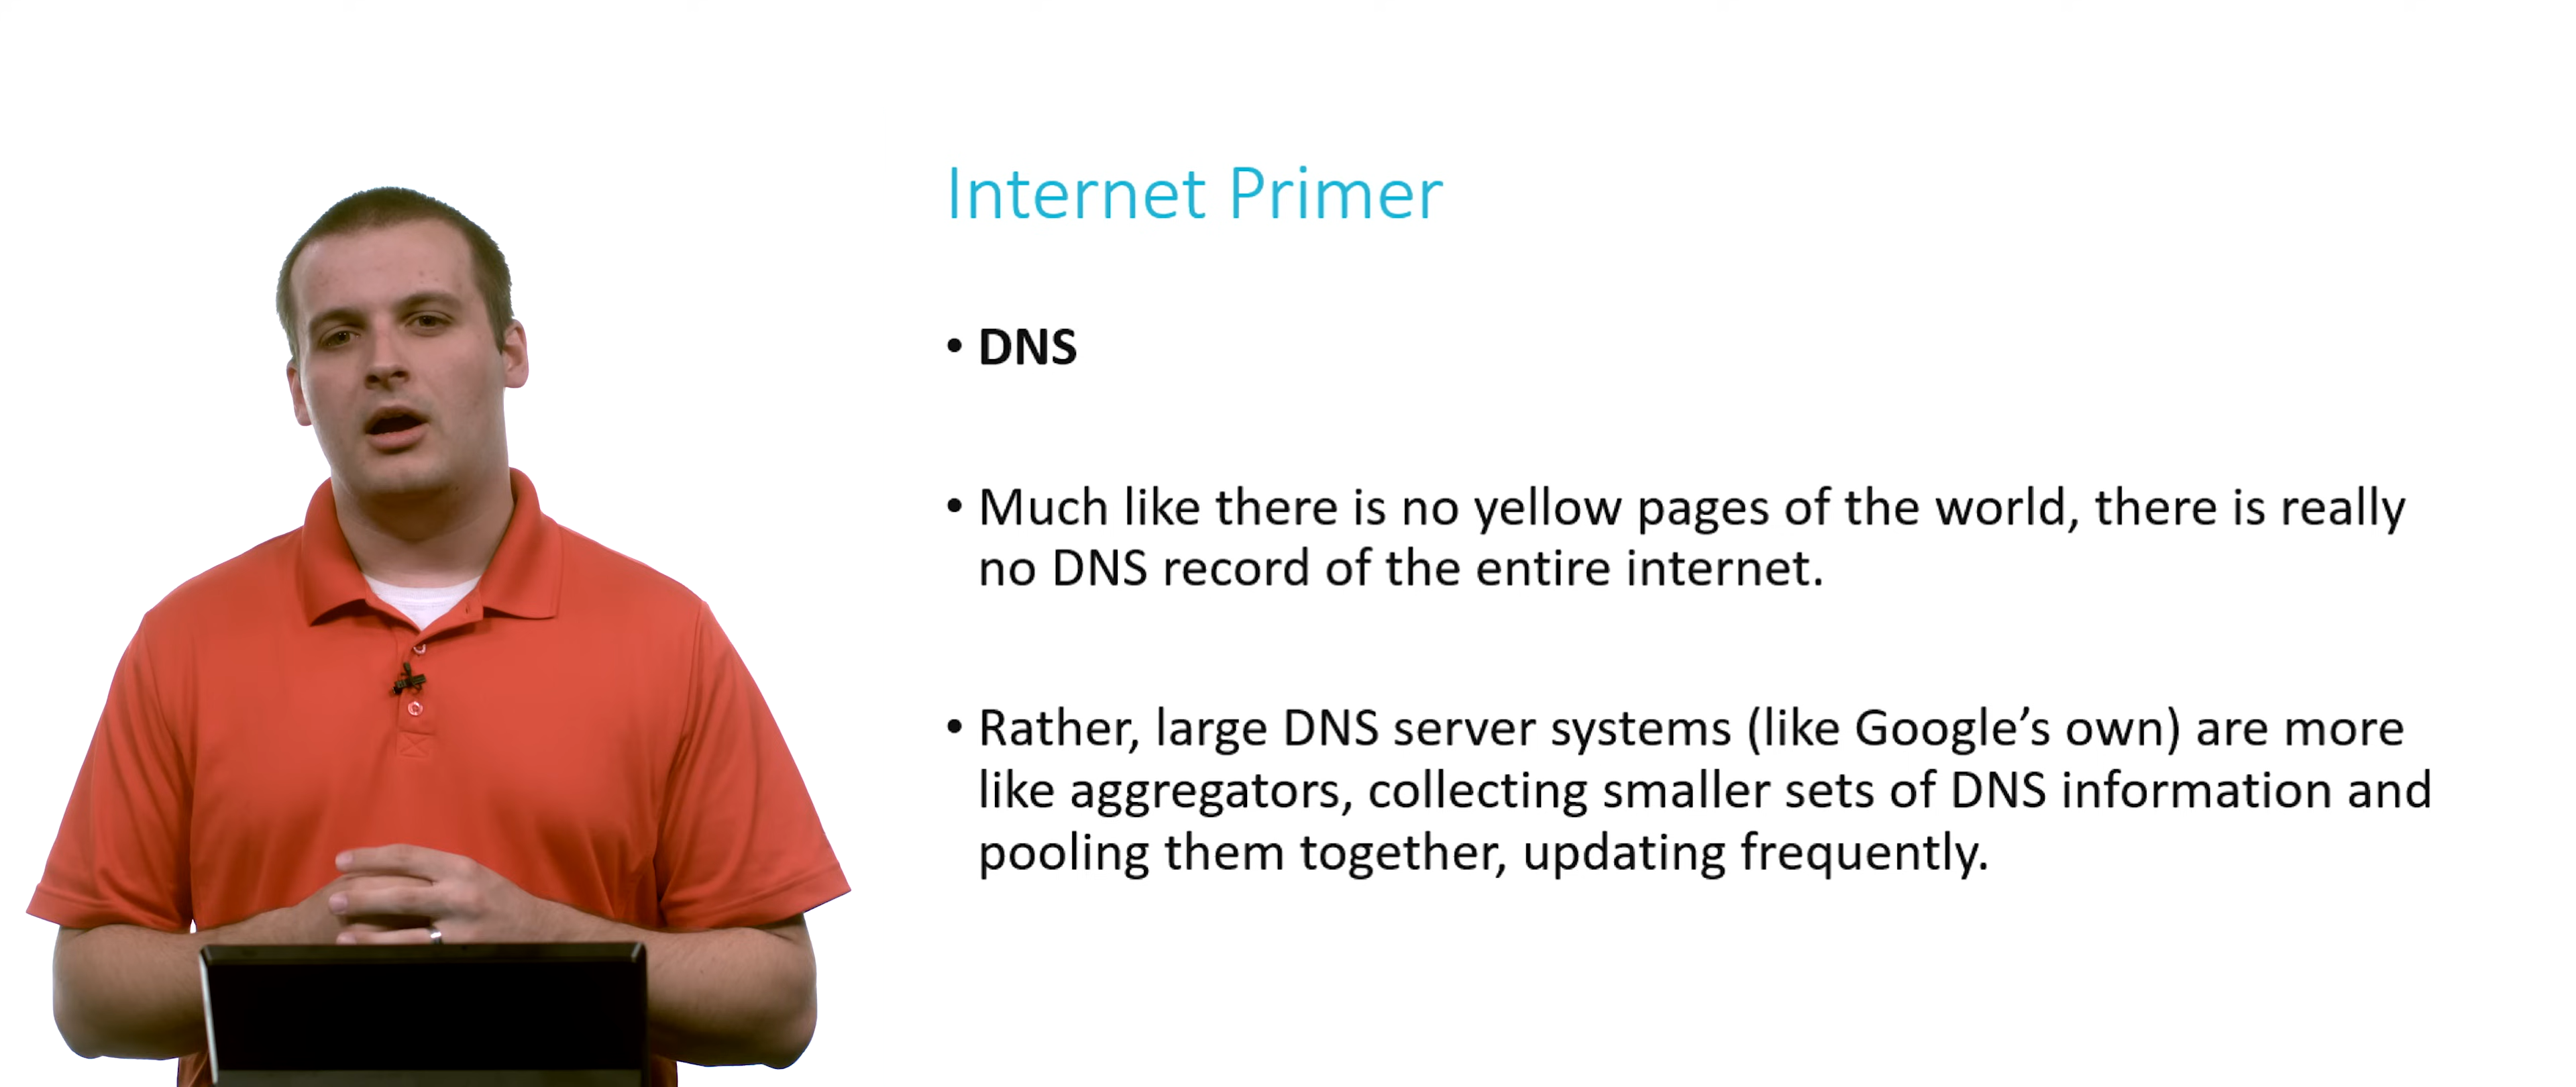 Internet Primer
• DNS
• Much like there is no yellow pages of the world, there is really
no DNS record of the entire internet.
• Rather, large DNS server systems (like Google’s own) are more
like aggregators, collecting smaller sets of DNS information and
pooling them together, updating frequently.